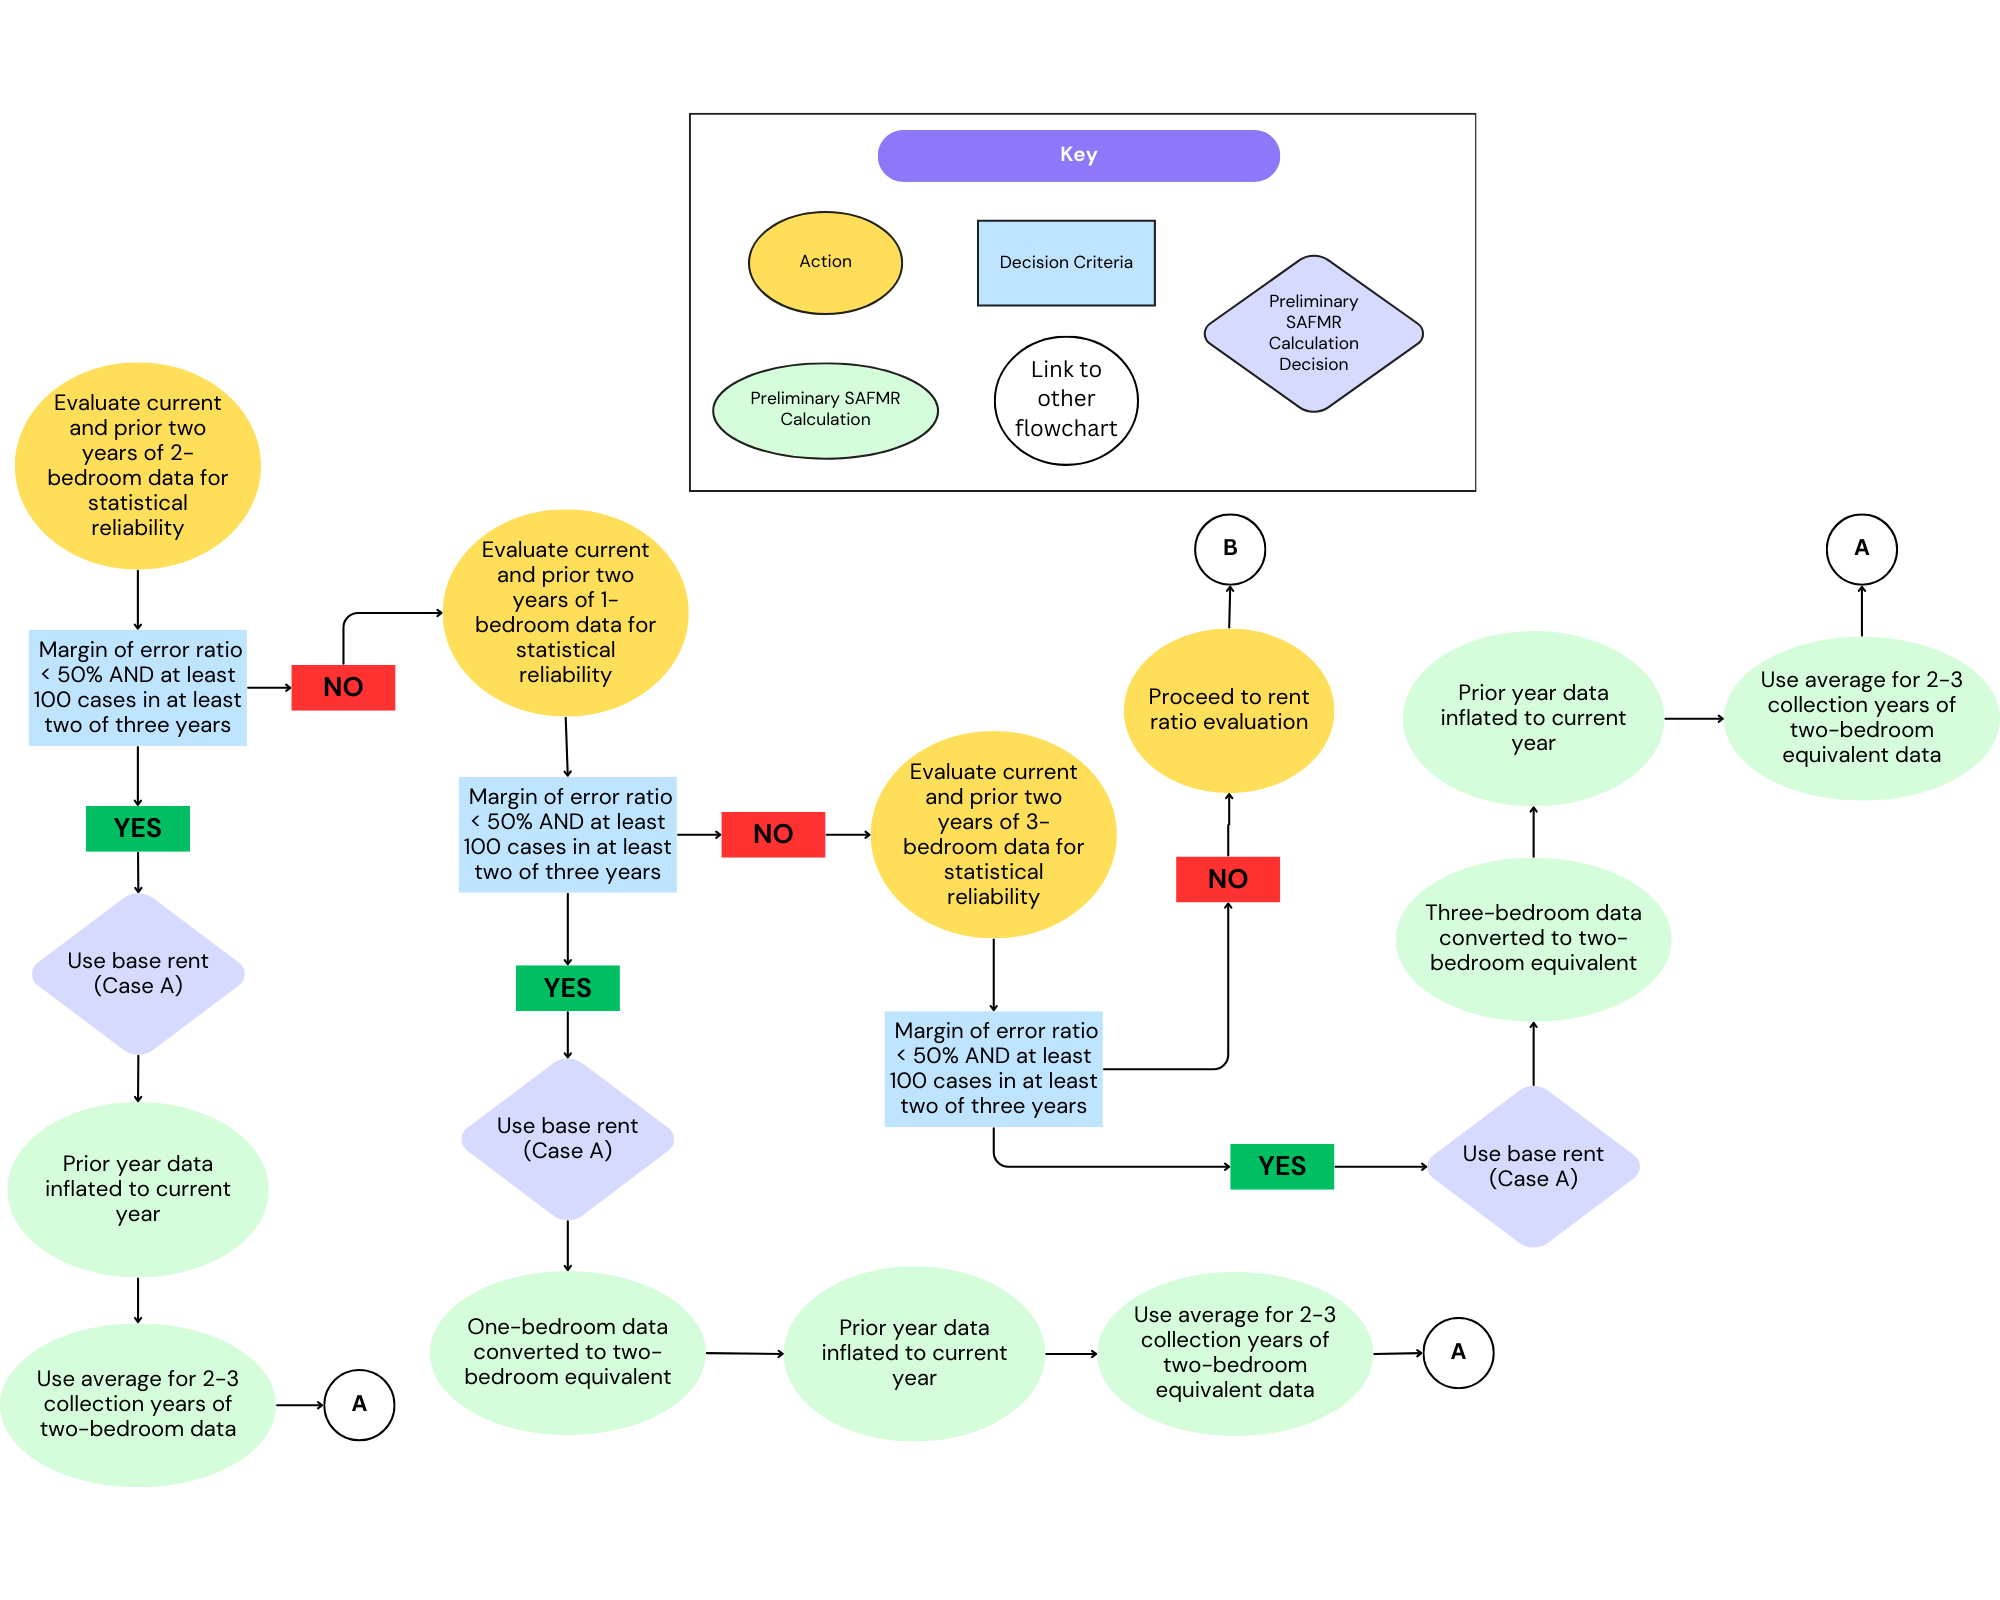 Key
Action
Decision Criteria
Preliminary
SAFMR
Calculation
Decision
Preliminary SAFMR
Calculation
Link to
other
flowchart
Evaluate current
and prior two
years of 2-
bedroom data for
statistical
reliability
Margin of error ratio
< 50% AND at least
100 cases in at least
two of three years
NO
YES
Use base rent
(Case A)
Prior year data
inflated to current
year
Use average for 2-3
collection years of
two-bedroom data
A
Evaluate current
and prior two
years of 1-
bedroom data for
statistical
reliability
Margin of error ratio
< 50% AND at least
100 cases in at least
two of three years
NO
YES
Use base rent
(Case A)
One-bedroom data
converted to two-
bedroom equivalent
Prior year data
inflated to current
year
Use average for 2-3
collection years of
two-bedroom
equivalent data
A
Evaluate current
and prior two
years of 3-
bedroom data for
statistical
reliability
Margin of error ratio
< 50% AND at least
100 cases in at least
two of three years
NO
Proceed to rent
ratio evaluation
B
YES
Use base rent
(Case A)
Three-bedroom data
converted to two-
bedroom equivalent
Prior year data
inflated to current
year
Use average for 2-3
collection years of
two-bedroom
equivalent data
A